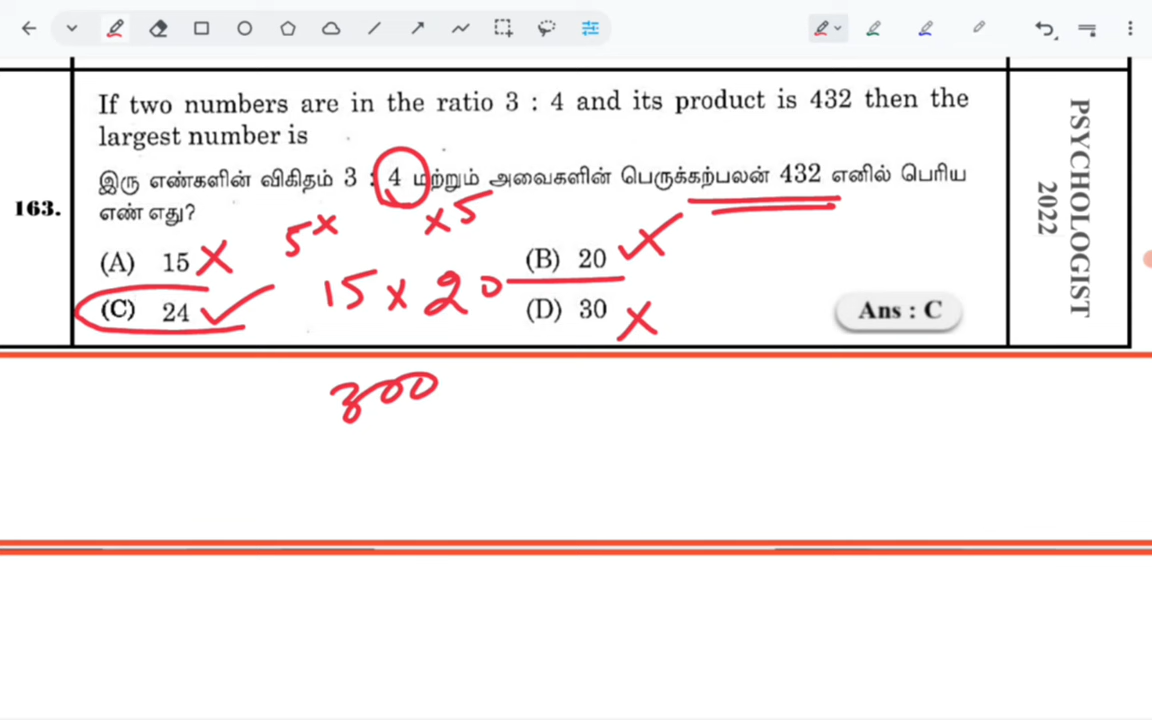 If two numbers are in the ratio 3 : 4 and its product is 432 then the
largest number is
இரு எண்களின் விகிதம் 3 : 4 மற்றும் அவைகளின் பெருக்கற்பலன் 432 எனில் பெரிய
163.
எண் எது?
5x
x5
(A) 15
(B) 20
15 x 20
(C) 24
(D) 30
Ans : C
300
PSYCHOLOGIST
2022